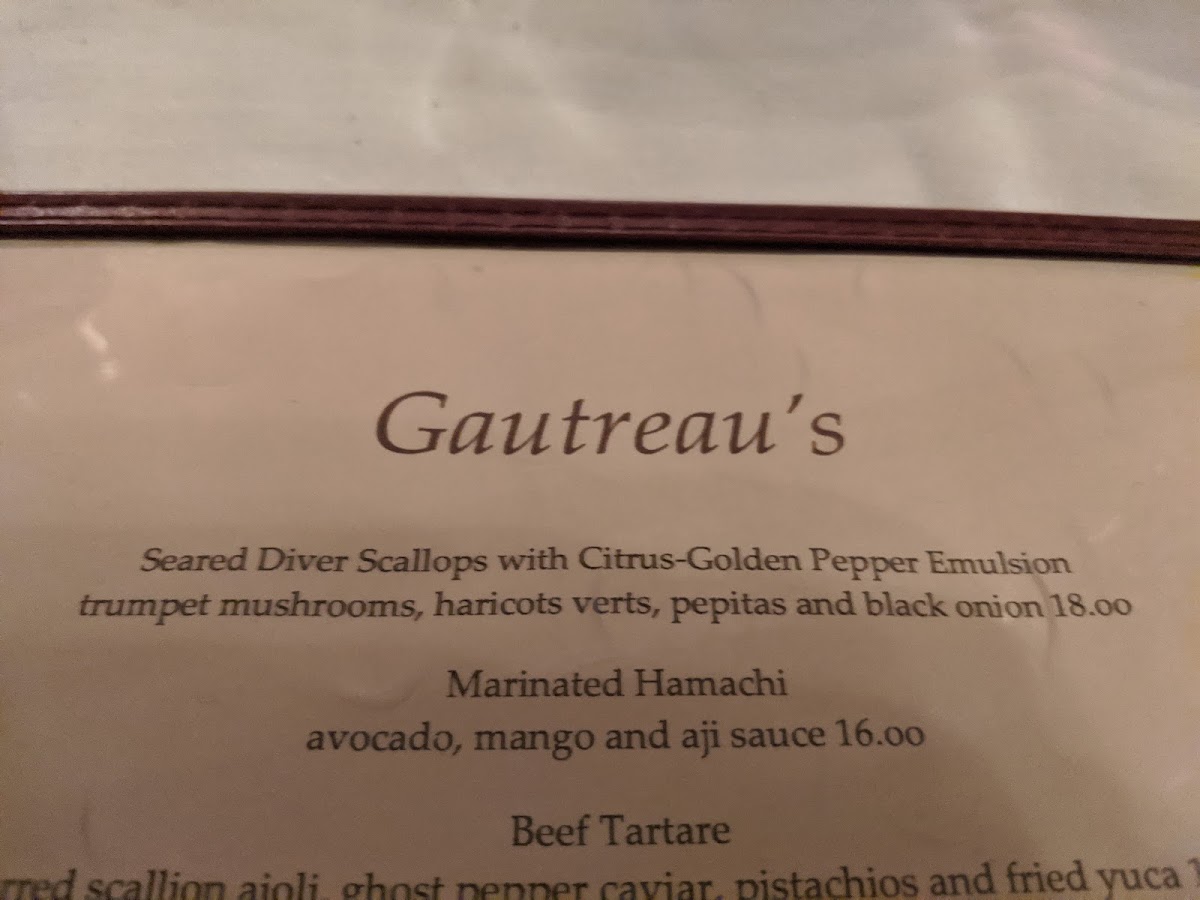 Gautreau's
Seared Diver Scallops with Citrus-Golden Pepper Emulsion
trumpet mushrooms, haricots verts, pepitas and black onion 18.00
Marinated Hamachi
avocado, mango and aji sauce 16.00
Beef Tartare
scallion aioli, ghost pepper caviar, pistachios and fried yuca